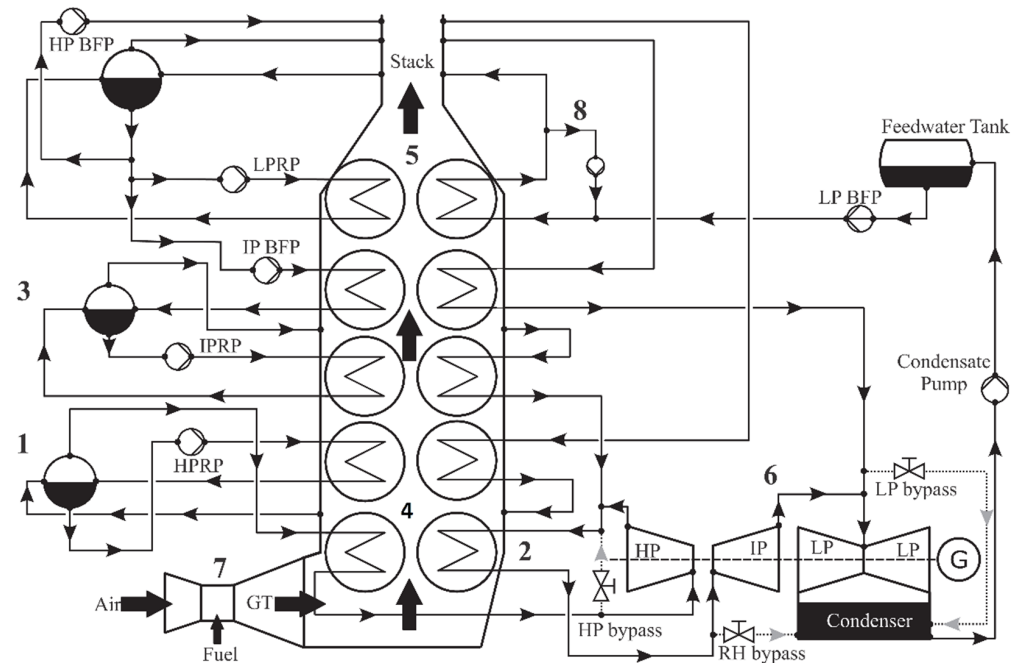 HP BFP
Stack
8
Feedwater Tank
5
LPRP
LP BFP
IP BFP
3
IPRP
Condensate
Pump
1
HPRP
6
LP bypass
4
2
HP
IP
LP
LP
G
7
Air
GT
Condenser
HP bypass
RH bypass
Fuel